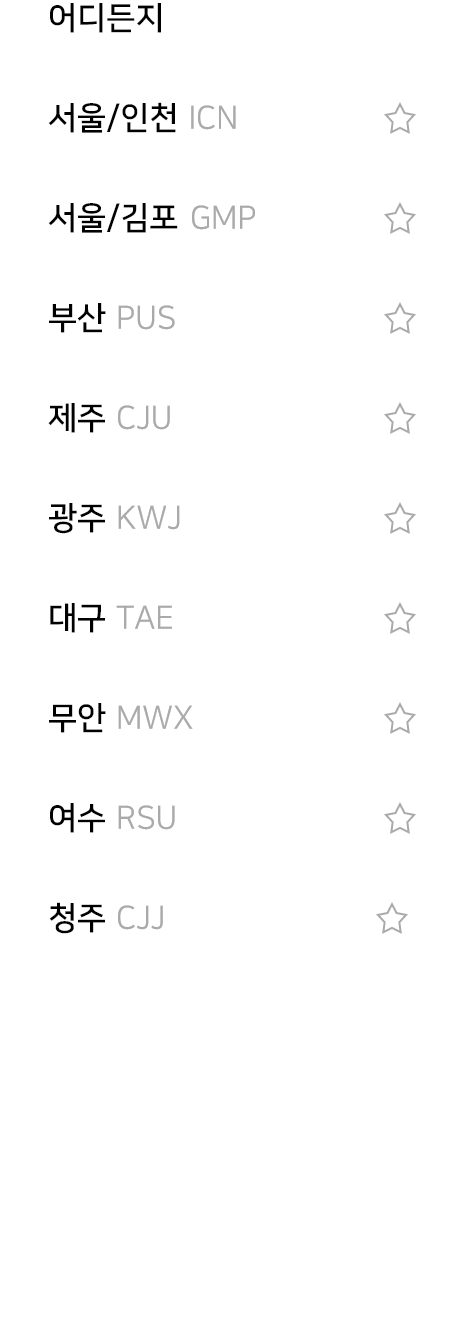 어디든지
서울/인천 ICN
서울/김포 GMP
부산 PUS
제주 CJU
광주 KWJ
대구 TAE
무안 MWX
여수 RSU
청주 CJJ